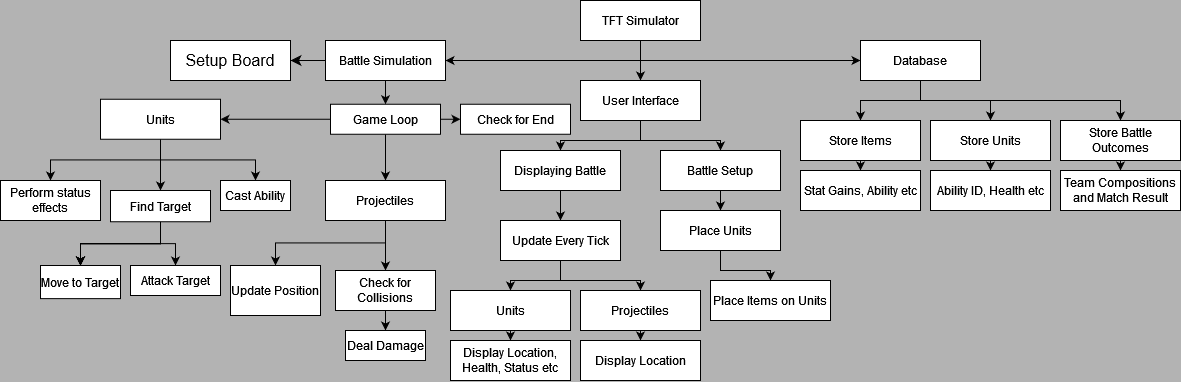 TFT Simulator
Setup Board
Battle Simulation
Database
User Interface
Units
Game Loop
Check for End
Store Items
Store Units
Store Battle
Outcomes
Displaying Battle
Battle Setup
Perform status
effects
Find Target
Cast Ability
Projectiles
Stat Gains, Ability etc
Ability ID, Health etc
Team Compositions
and Match Result
Update Every Tick
Place Units
Move to Target
Attack Target
Update Position
Check for
Collisions
Units
Projectiles
Place Items on Units
Deal Damage
Display Location,
Health, Status etc
Display Location